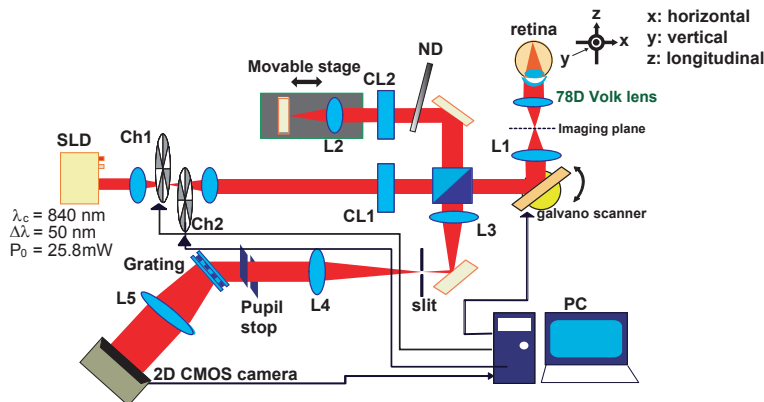 retina
z
x
y
x: horizontal
y: vertical
z: longitudinal
ND
Movable stage
CL2
78D Volk lens
Imaging plane
L2
L1
SLD
Ch1
Ch2
CL1
L3
galvano scanner
λc = 840 nm
Δλ = 50 nm
P0 = 25.8mW
Grating
L5
Pupil
stop
L4
slit
PC
2D CMOS camera